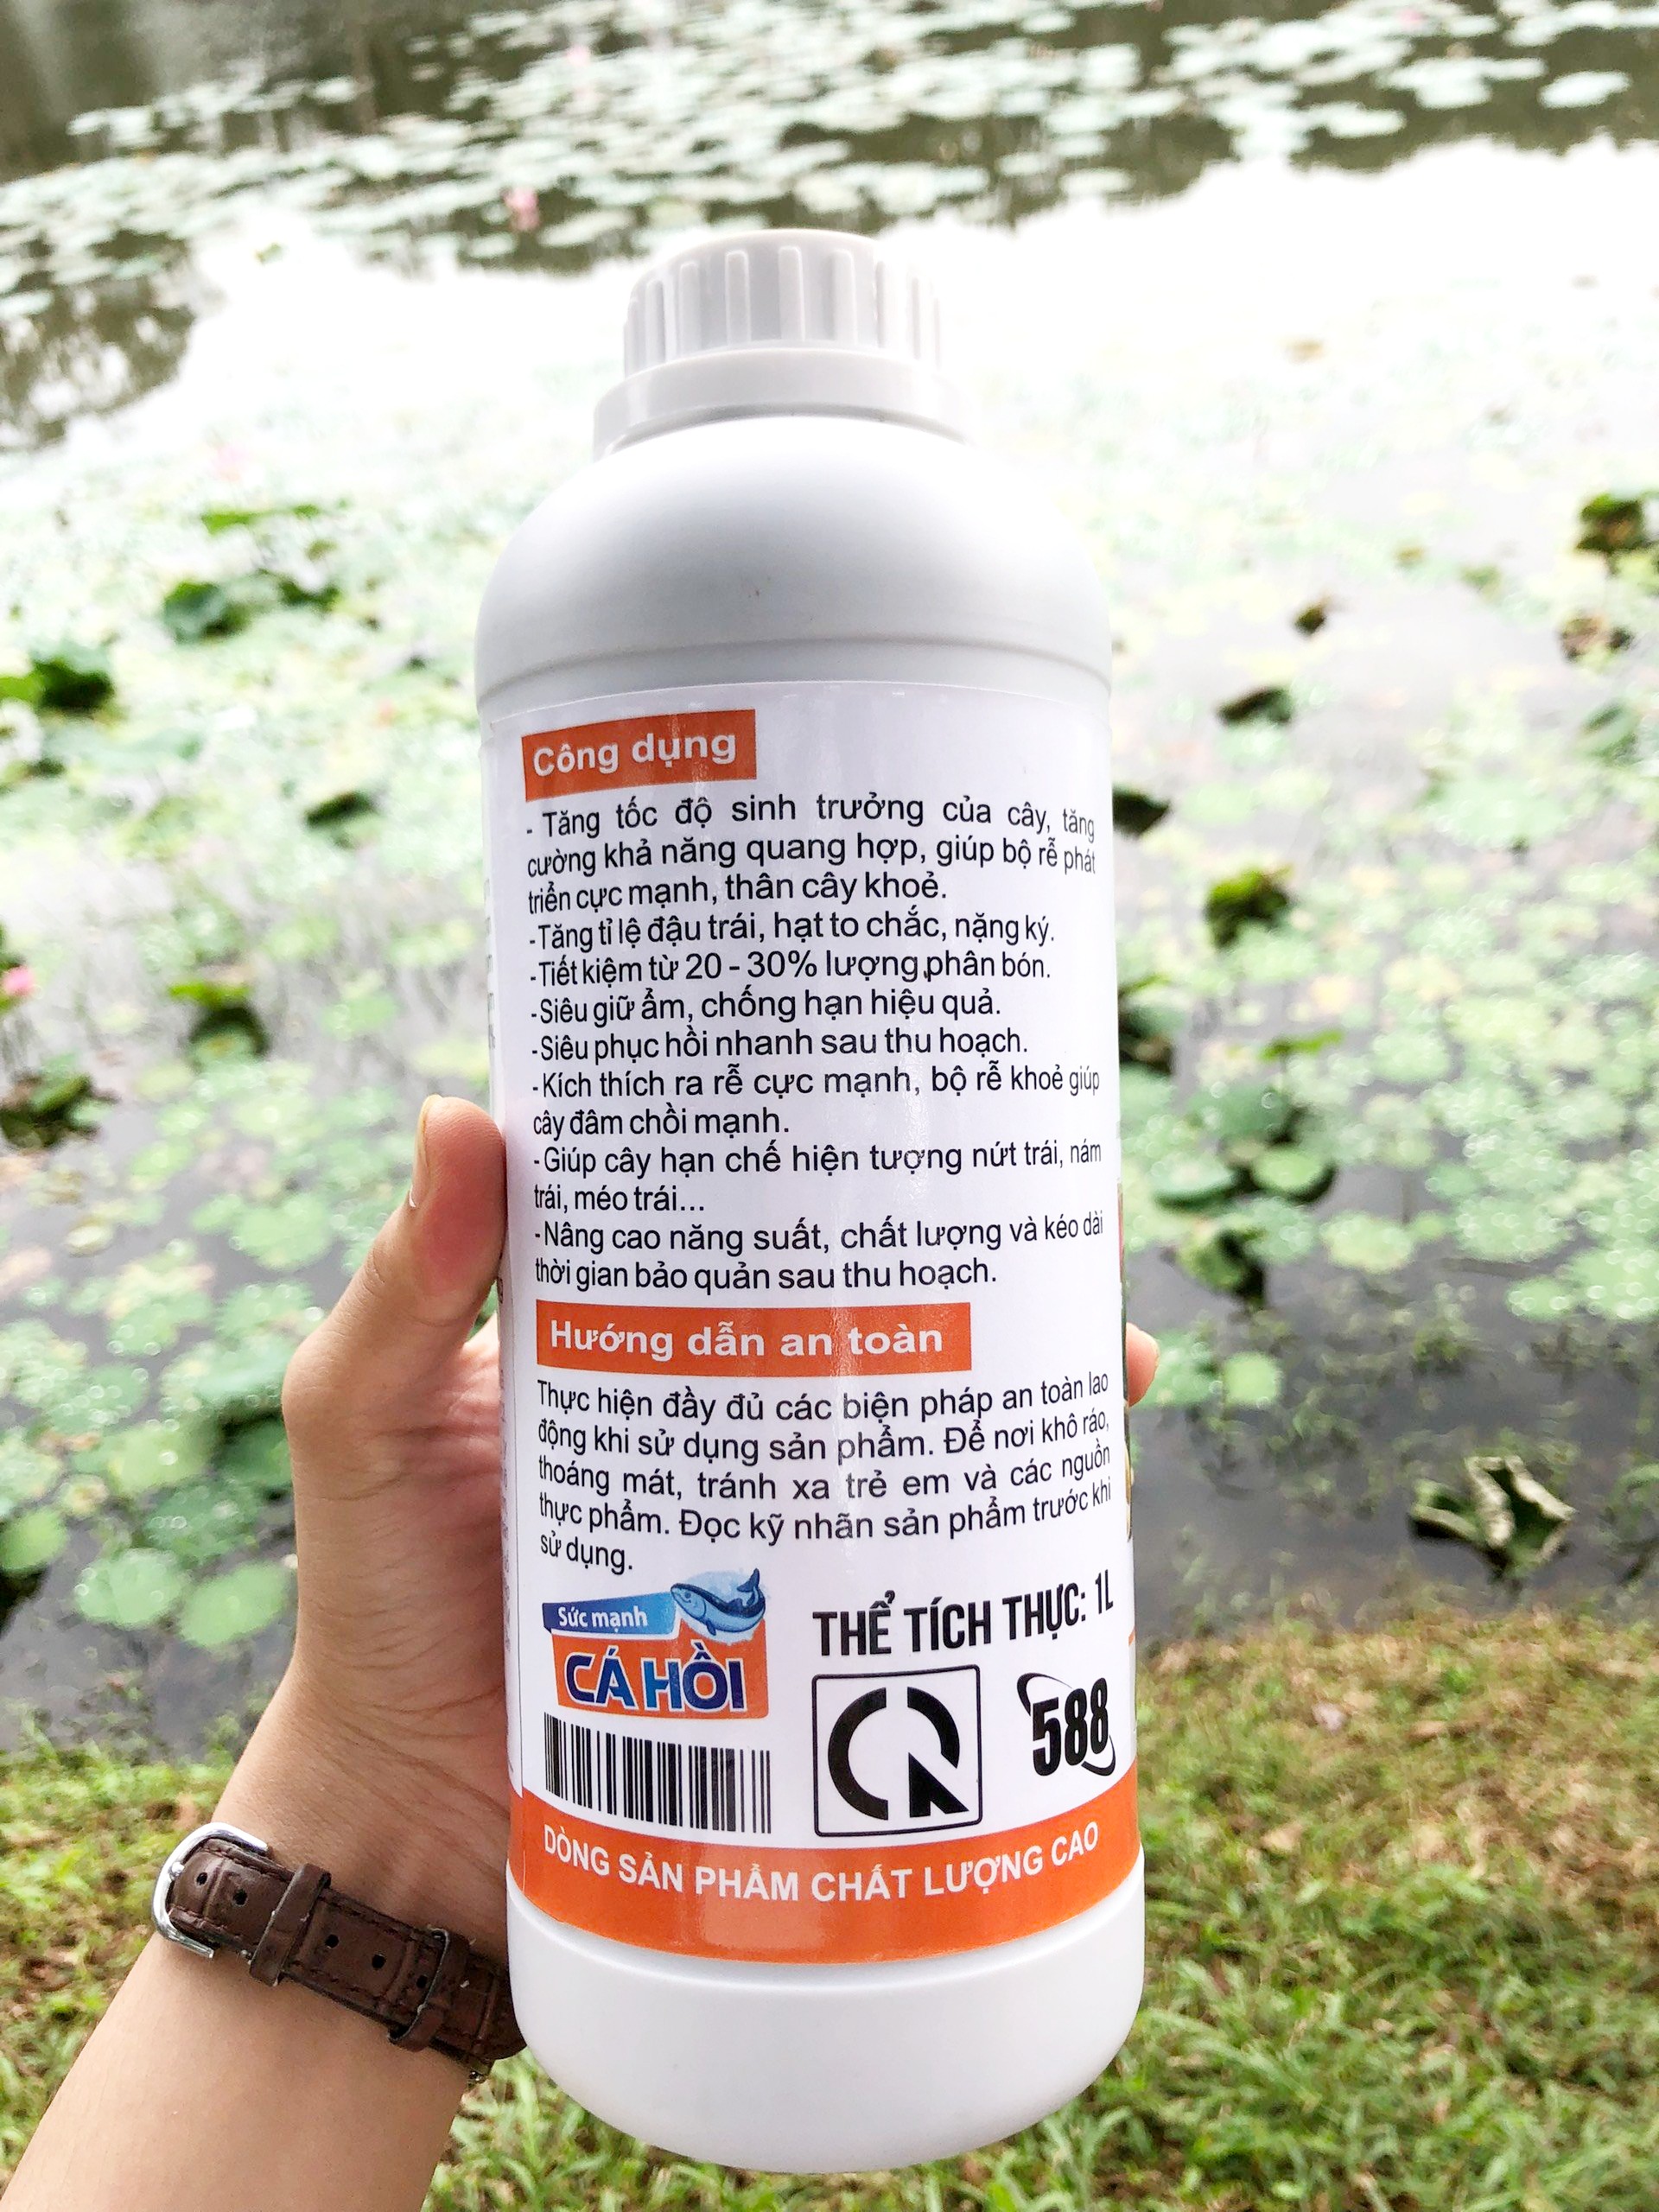 Công dụng
- Tăng tốc độ sinh trưởng của cây, tăng
cường khả năng quang hợp, giúp bộ rễ phát
triển cực mạnh, thân cây khoẻ.
-Tăng tỉ lệ đậu trái, hạt to chắc, nặng ký.
-Tiết kiệm từ 20 - 30% lượng phân bón.
-Siêu giữ ẩm, chống hạn hiệu quả.
-Siêu phục hồi nhanh sau thu hoạch.
-Kích thích ra rễ cực mạnh, bộ rễ khoẻ giúp
cây đâm chồi mạnh.
-Giúp cây hạn chế hiện tượng nứt trái, nám
trái, méo trái...
-Nâng cao năng suất, chất lượng và kéo dài
thời gian bảo quản sau thu hoạch.
Hướng dẫn an toàn
Thực hiện đầy đủ các biện pháp an toàn lao
động khi sử dụng sản phẩm. Để nơi khô ráo,
thoáng mát, tránh xa trẻ em và các nguồn
thực phẩm. Đọc kỹ nhãn sản phẩm trước khi
sử dụng.
Sức mạnh
CÁ HỒI
THỂ TÍCH THỰC: 1L
588
DÒNG SẢN PHẨM CHẤT LƯỢNG CAO